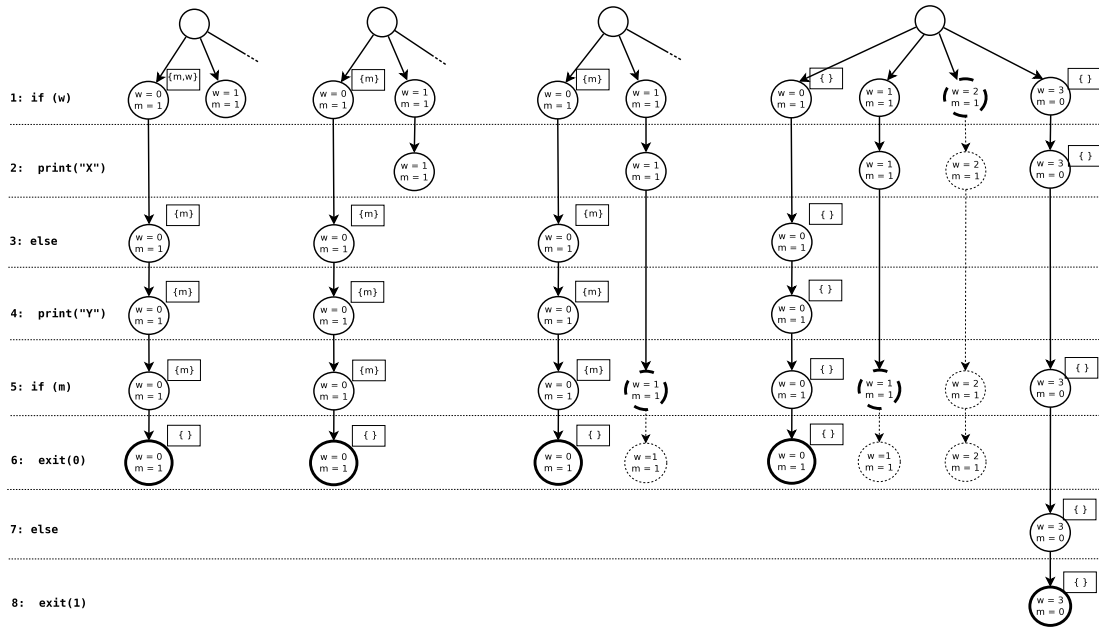 {m,w}
{m}
{m}
{ }
{ }
1: if (w)
w = 0
m = 1
w = 1
m = 1
w = 0
m = 1
w = 1
m = 1
w = 0
m = 1
w = 1
m = 1
w = 0
m = 1
w = 1
m = 1
w = 2
m = 1
w = 3
m = 0
{ }
2: print("X")
w = 1
m = 1
w = 1
m = 1
w = 1
m = 1
w = 2
m = 1
w = 3
m = 0
{m}
{m}
{m}
{ }
3: else
w = 0
m = 1
w = 0
m = 1
w = 0
m = 1
w = 0
m = 1
{m}
{m}
{m}
{ }
4: print("Y")
w = 0
m = 1
w = 0
m = 1
w = 0
m = 1
w = 0
m = 1
{m}
{m}
{m}
{ }
{ }
5: if (m)
w = 0
m = 1
w = 0
m = 1
w = 0
m = 1
w = 1
m = 1
w = 0
m = 1
w = 1
m = 1
w = 2
m = 1
w = 3
m = 0
{ }
{ }
{ }
{ }
6: exit(0)
w = 0
m = 1
w = 0
m = 1
w = 0
m = 1
w =1
m = 1
w = 0
m = 1
w =1
m = 1
w = 2
m = 1
{ }
7: else
w = 3
m = 0
{ }
8: exit(1)
w = 3
m = 0